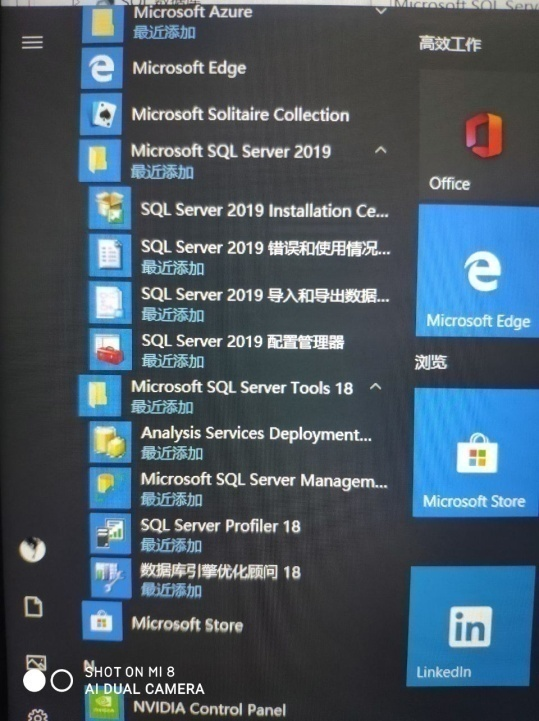 Microsoft Azure
最近添加
Microsoft Edge
Microsoft Solitaire Collection
Microsoft SQL Server 2019
最近添加
SQL Server 2019 Installation Ce...
SQL Server 2019 错误和使用情况...
最近添加
SQL Server 2019 导入和导出数据...
最近添加
SQL Server 2019 配置管理器
最近添加
Microsoft SQL Server Tools 18
最近添加
Analysis Services Deployment...
最近添加
Microsoft SQL Server Managem...
最近添加
SQL Server Profiler 18
最近添加
数据库引擎优化顾问 18
最近添加
Microsoft Store
N
NVIDIA Control Panel
高效工作
Office
Microsoft Edge
浏览
Microsoft Store
LinkedIn
SHOT ON MI 8
AI DUAL CAMERA